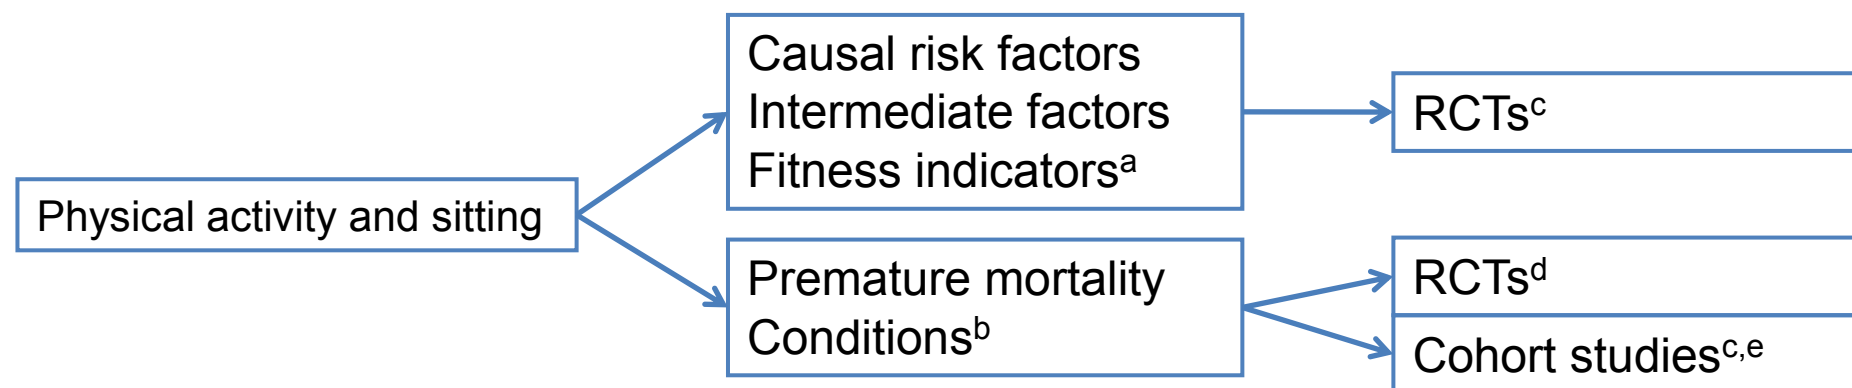 Physical activity and sitting
Causal risk factors
Intermediate factors
Fitness indicatorsᵃ
Premature mortality
Conditionsᵇ
RCTsᶜ
RCTsᵈ
Cohort studiesᶜ,ᵉ